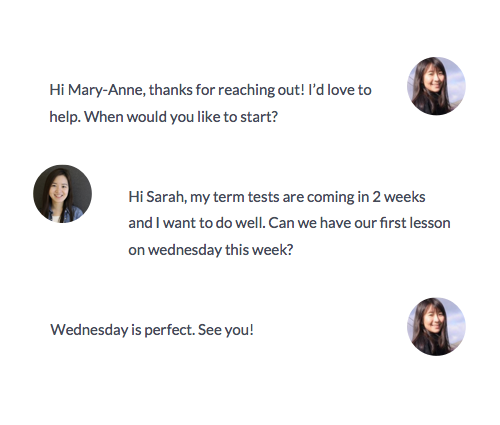 Hi Mary-Anne, thanks for reaching out! I’d love to
help. When would you like to start?
Hi Sarah, my term tests are coming in 2 weeks
and I want to do well. Can we have our first lesson
on wednesday this week?
Wednesday is perfect. See you!